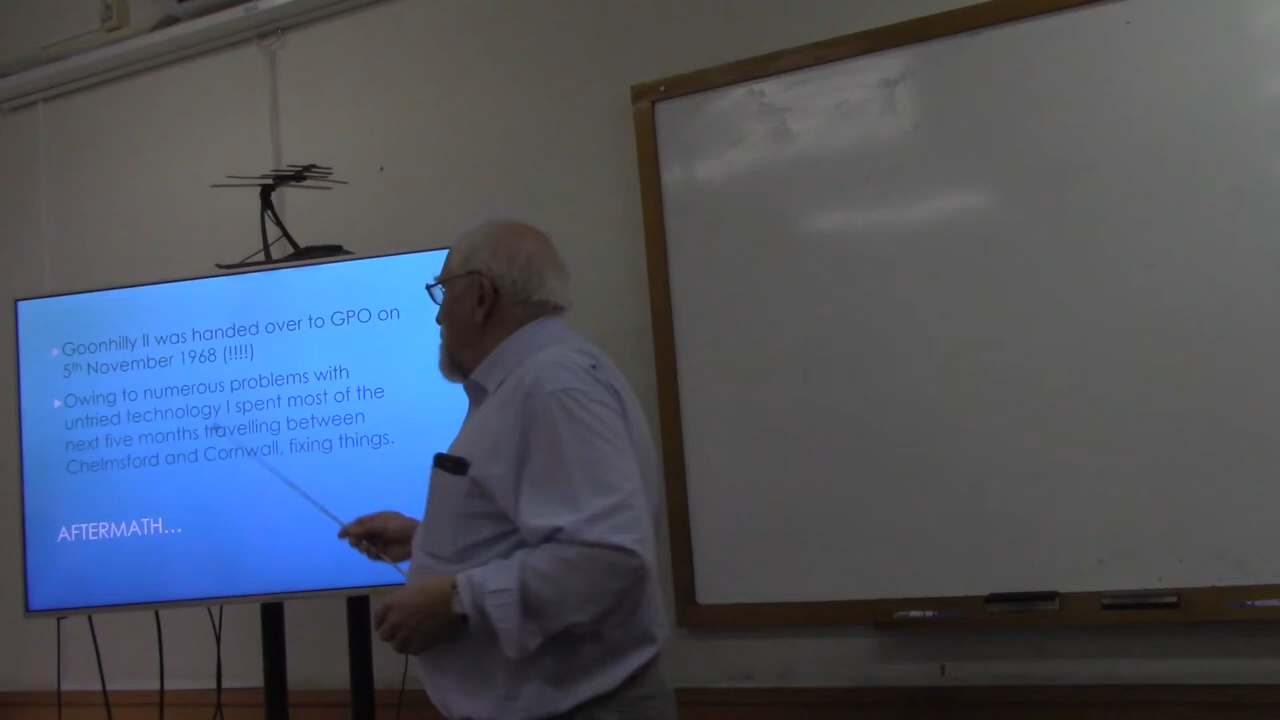 Goonhilly II was handed over to GPO on
5th November 1968 (!!!!)
Owing to numerous problems with
untried technology I spent most of the
next five months travelling between
Chelmsford and Cornwall, fixing things.
AFTERMATH...